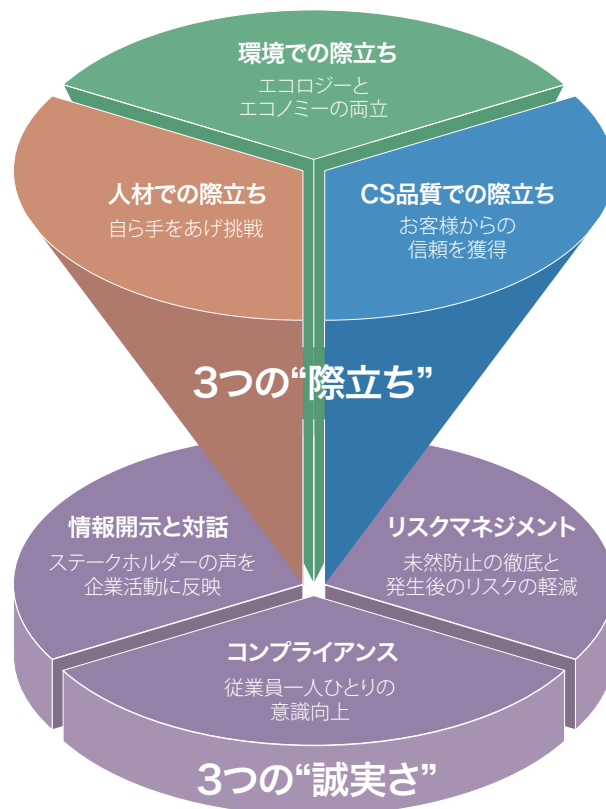 環境での際立ち
エコロジーと
エコノミーの両立
人材での際立ち
自ら手をあげ挑戦
CS品質での際立ち
お客様からの
信頼を獲得
3つの“際立ち”
情報開示と対話
ステークホルダーの声を
企業活動に反映
リスクマネジメント
未然防止の徹底と
発生後のリスクの軽減
コンプライアンス
従業員一人ひとりの
意識向上
3つの“誠実さ”